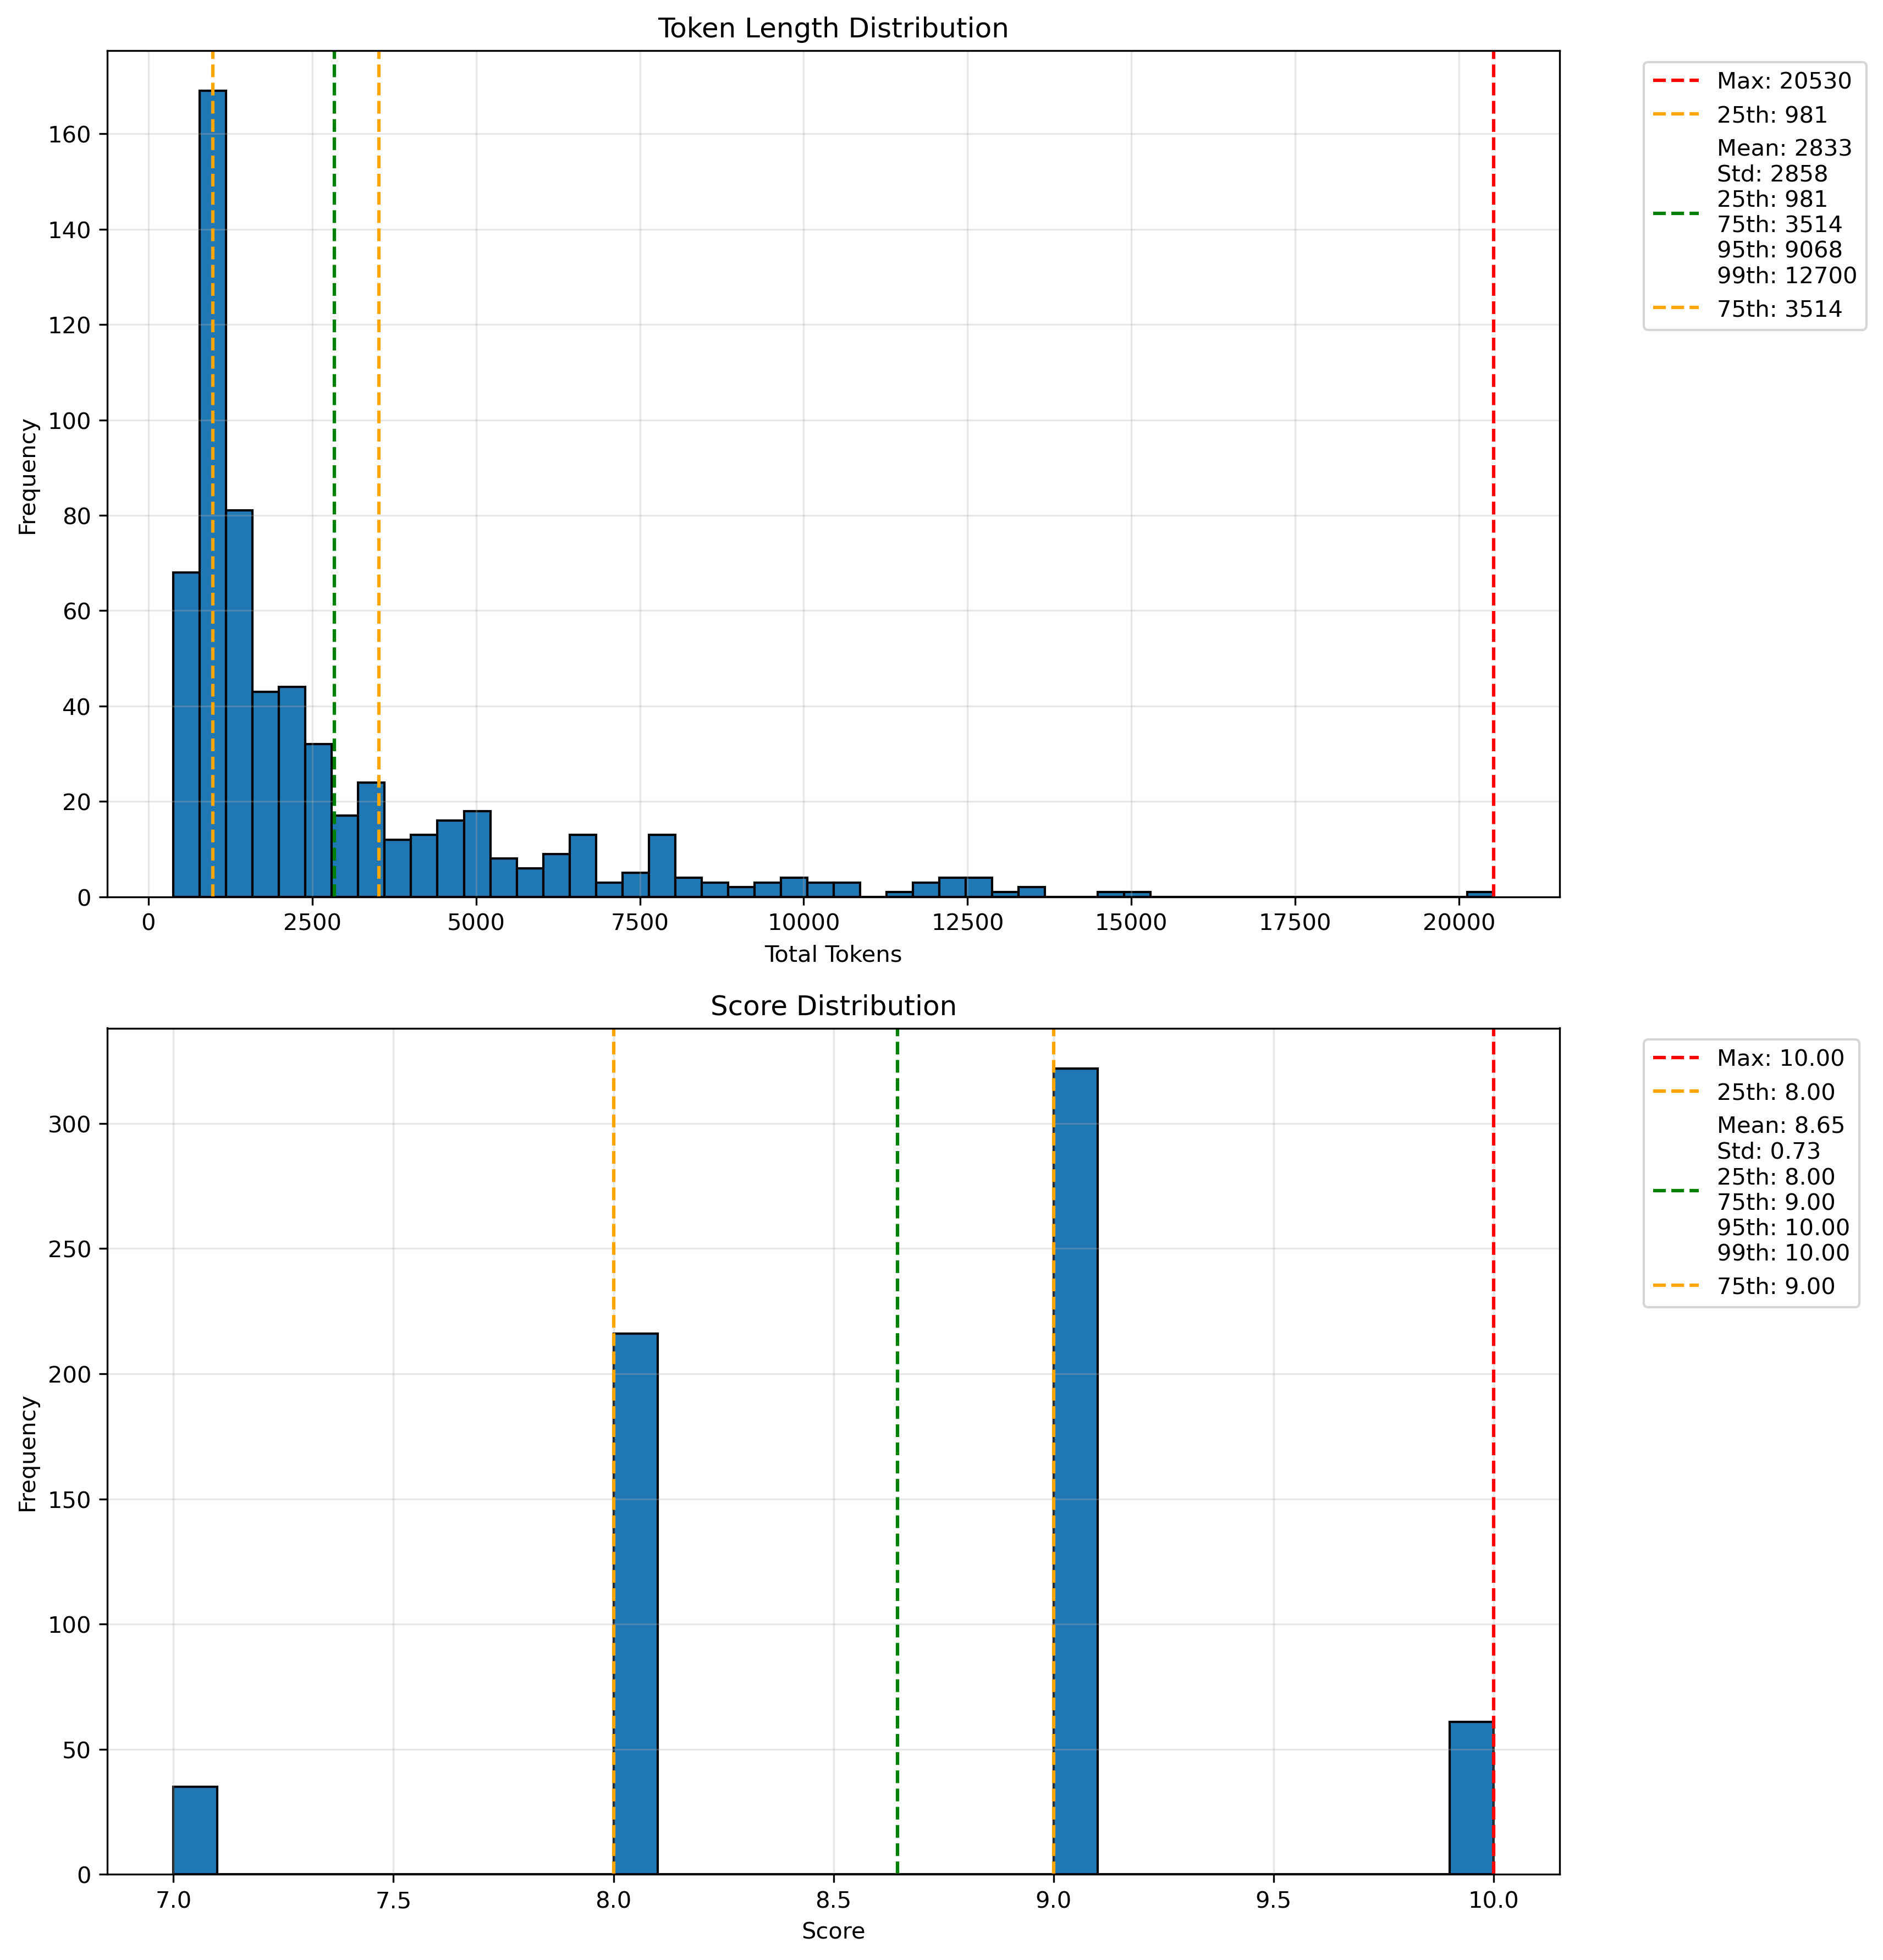 Token Length Distribution
Frequency
160
140
120
100
80
60
40
20
0
0 2500 5000 7500 10000 12500 15000 17500 20000
Total Tokens
Max: 20530
25th: 981
Mean: 2833
Std: 2858
25th: 981
75th: 3514
95th: 9068
99th: 12700
75th: 3514
Score Distribution
Frequency
300
250
200
150
100
50
0
7.0 7.5 8.0 8.5 9.0 9.5 10.0
Score
Max: 10.00
25th: 8.00
Mean: 8.65
Std: 0.73
25th: 8.00
75th: 9.00
95th: 10.00
99th: 10.00
75th: 9.00